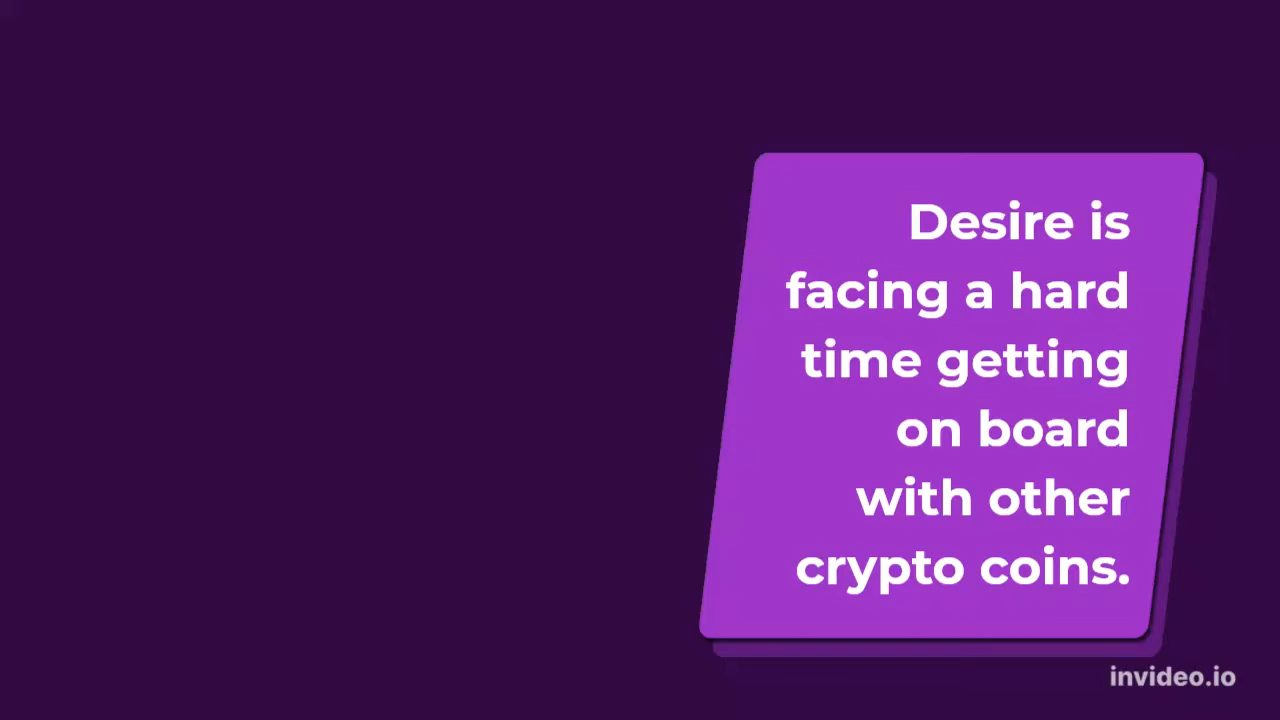 Desire is
facing a hard
time getting
on board
with other
crypto coins.
invideo.io